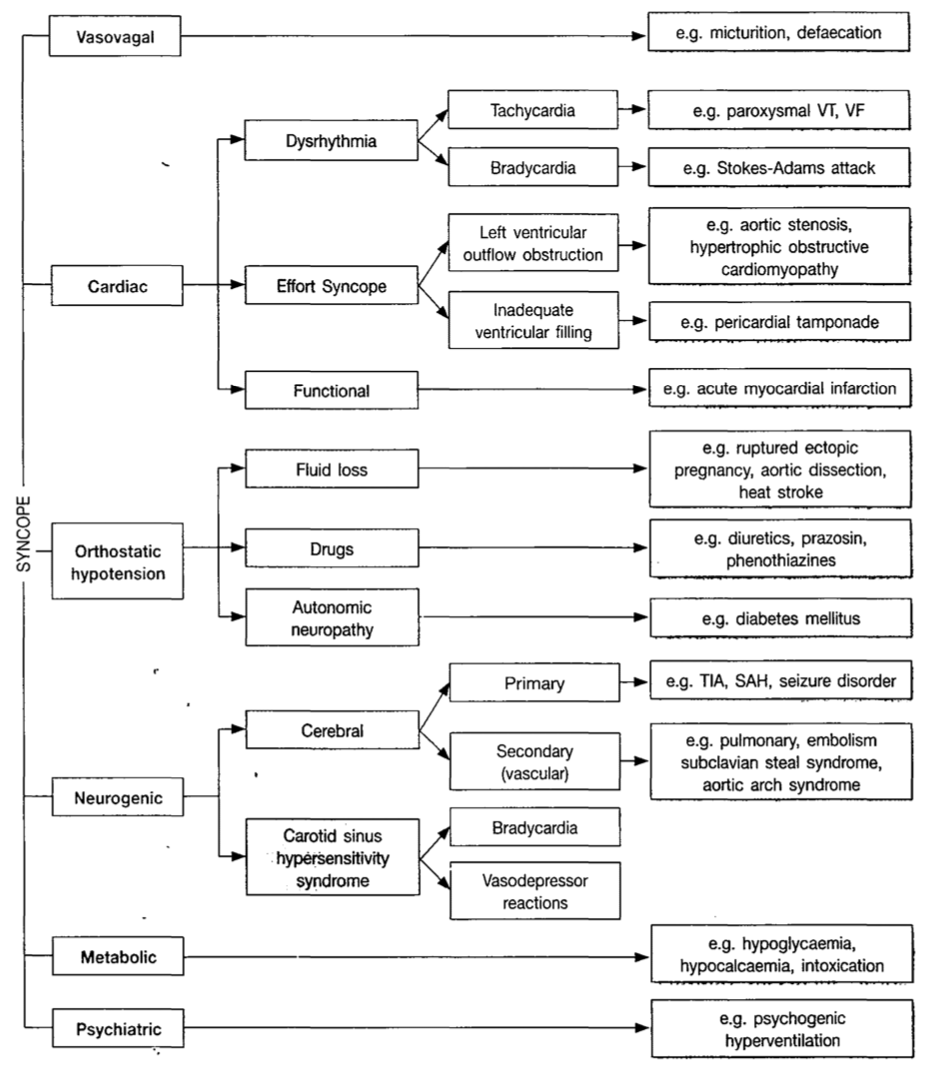 SYNCOPE
Vasovagal
e.g. micturition, defaecation
Cardiac
Dysrhythmia
Tachycardia
e.g. paroxysmal VT, VF
Bradycardia
e.g. Stokes-Adams attack
Effort Syncope
Left ventricular
outflow obstruction
e.g. aortic stenosis,
hypertrophic obstructive
cardiomyopathy
Inadequate
ventricular filling
e.g. pericardial tamponade
Functional
e.g. acute myocardial infarction
Orthostatic
hypotension
Fluid loss
e.g. ruptured ectopic
pregnancy, aortic dissection,
heat stroke
Drugs
e.g. diuretics, prazosin,
phenothiazines
Autonomic
neuropathy
e.g. diabetes mellitus
Neurogenic
Cerebral
Primary
e.g. TIA, SAH, seizure disorder
Secondary
(vascular)
e.g. pulmonary, embolism
subclavian steal syndrome,
aortic arch syndrome
Carotid sinus
hypersensitivity
syndrome
Bradycardia
Vasodepressor
reactions
Metabolic
e.g. hypoglycaemia,
hypocalcaemia, intoxication
Psychiatric
e.g. psychogenic
hyperventilation